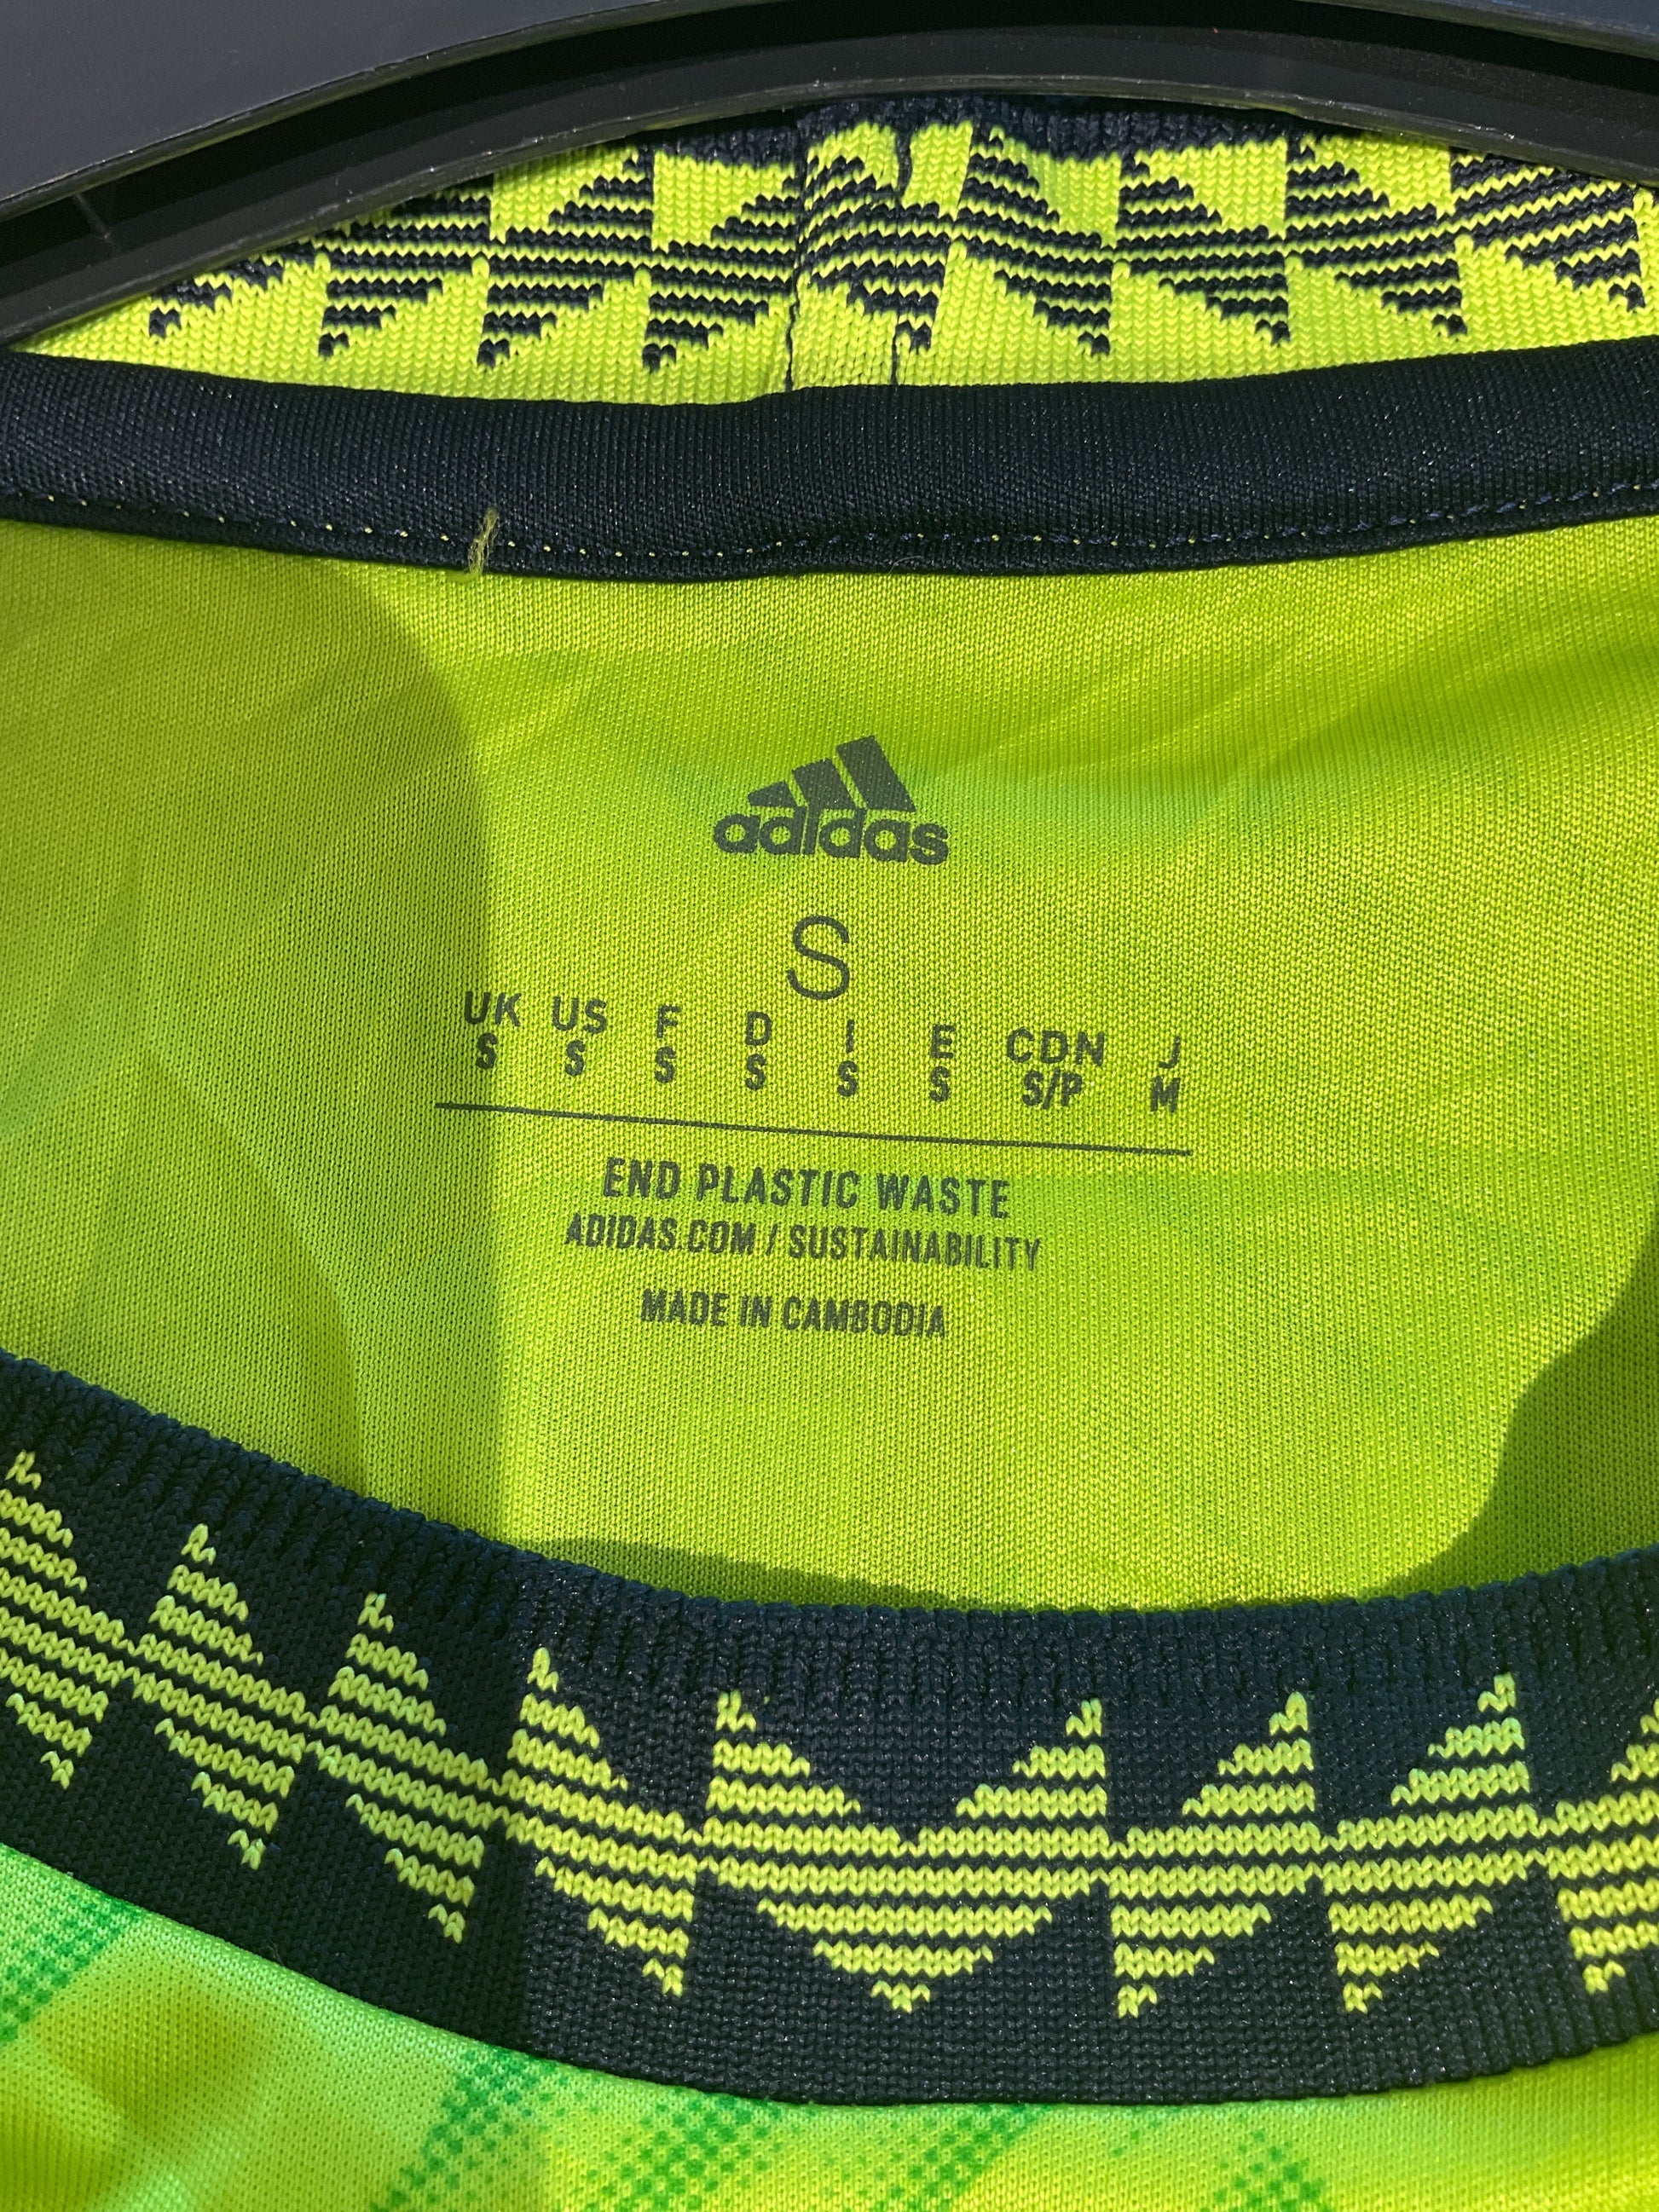 adidas
S
UK US F D I E CDN J
S S S S S S S/P M
END PLASTIC WASTE
ADIDAS.COM / SUSTAINABILITY
MADE IN CAMBODIA